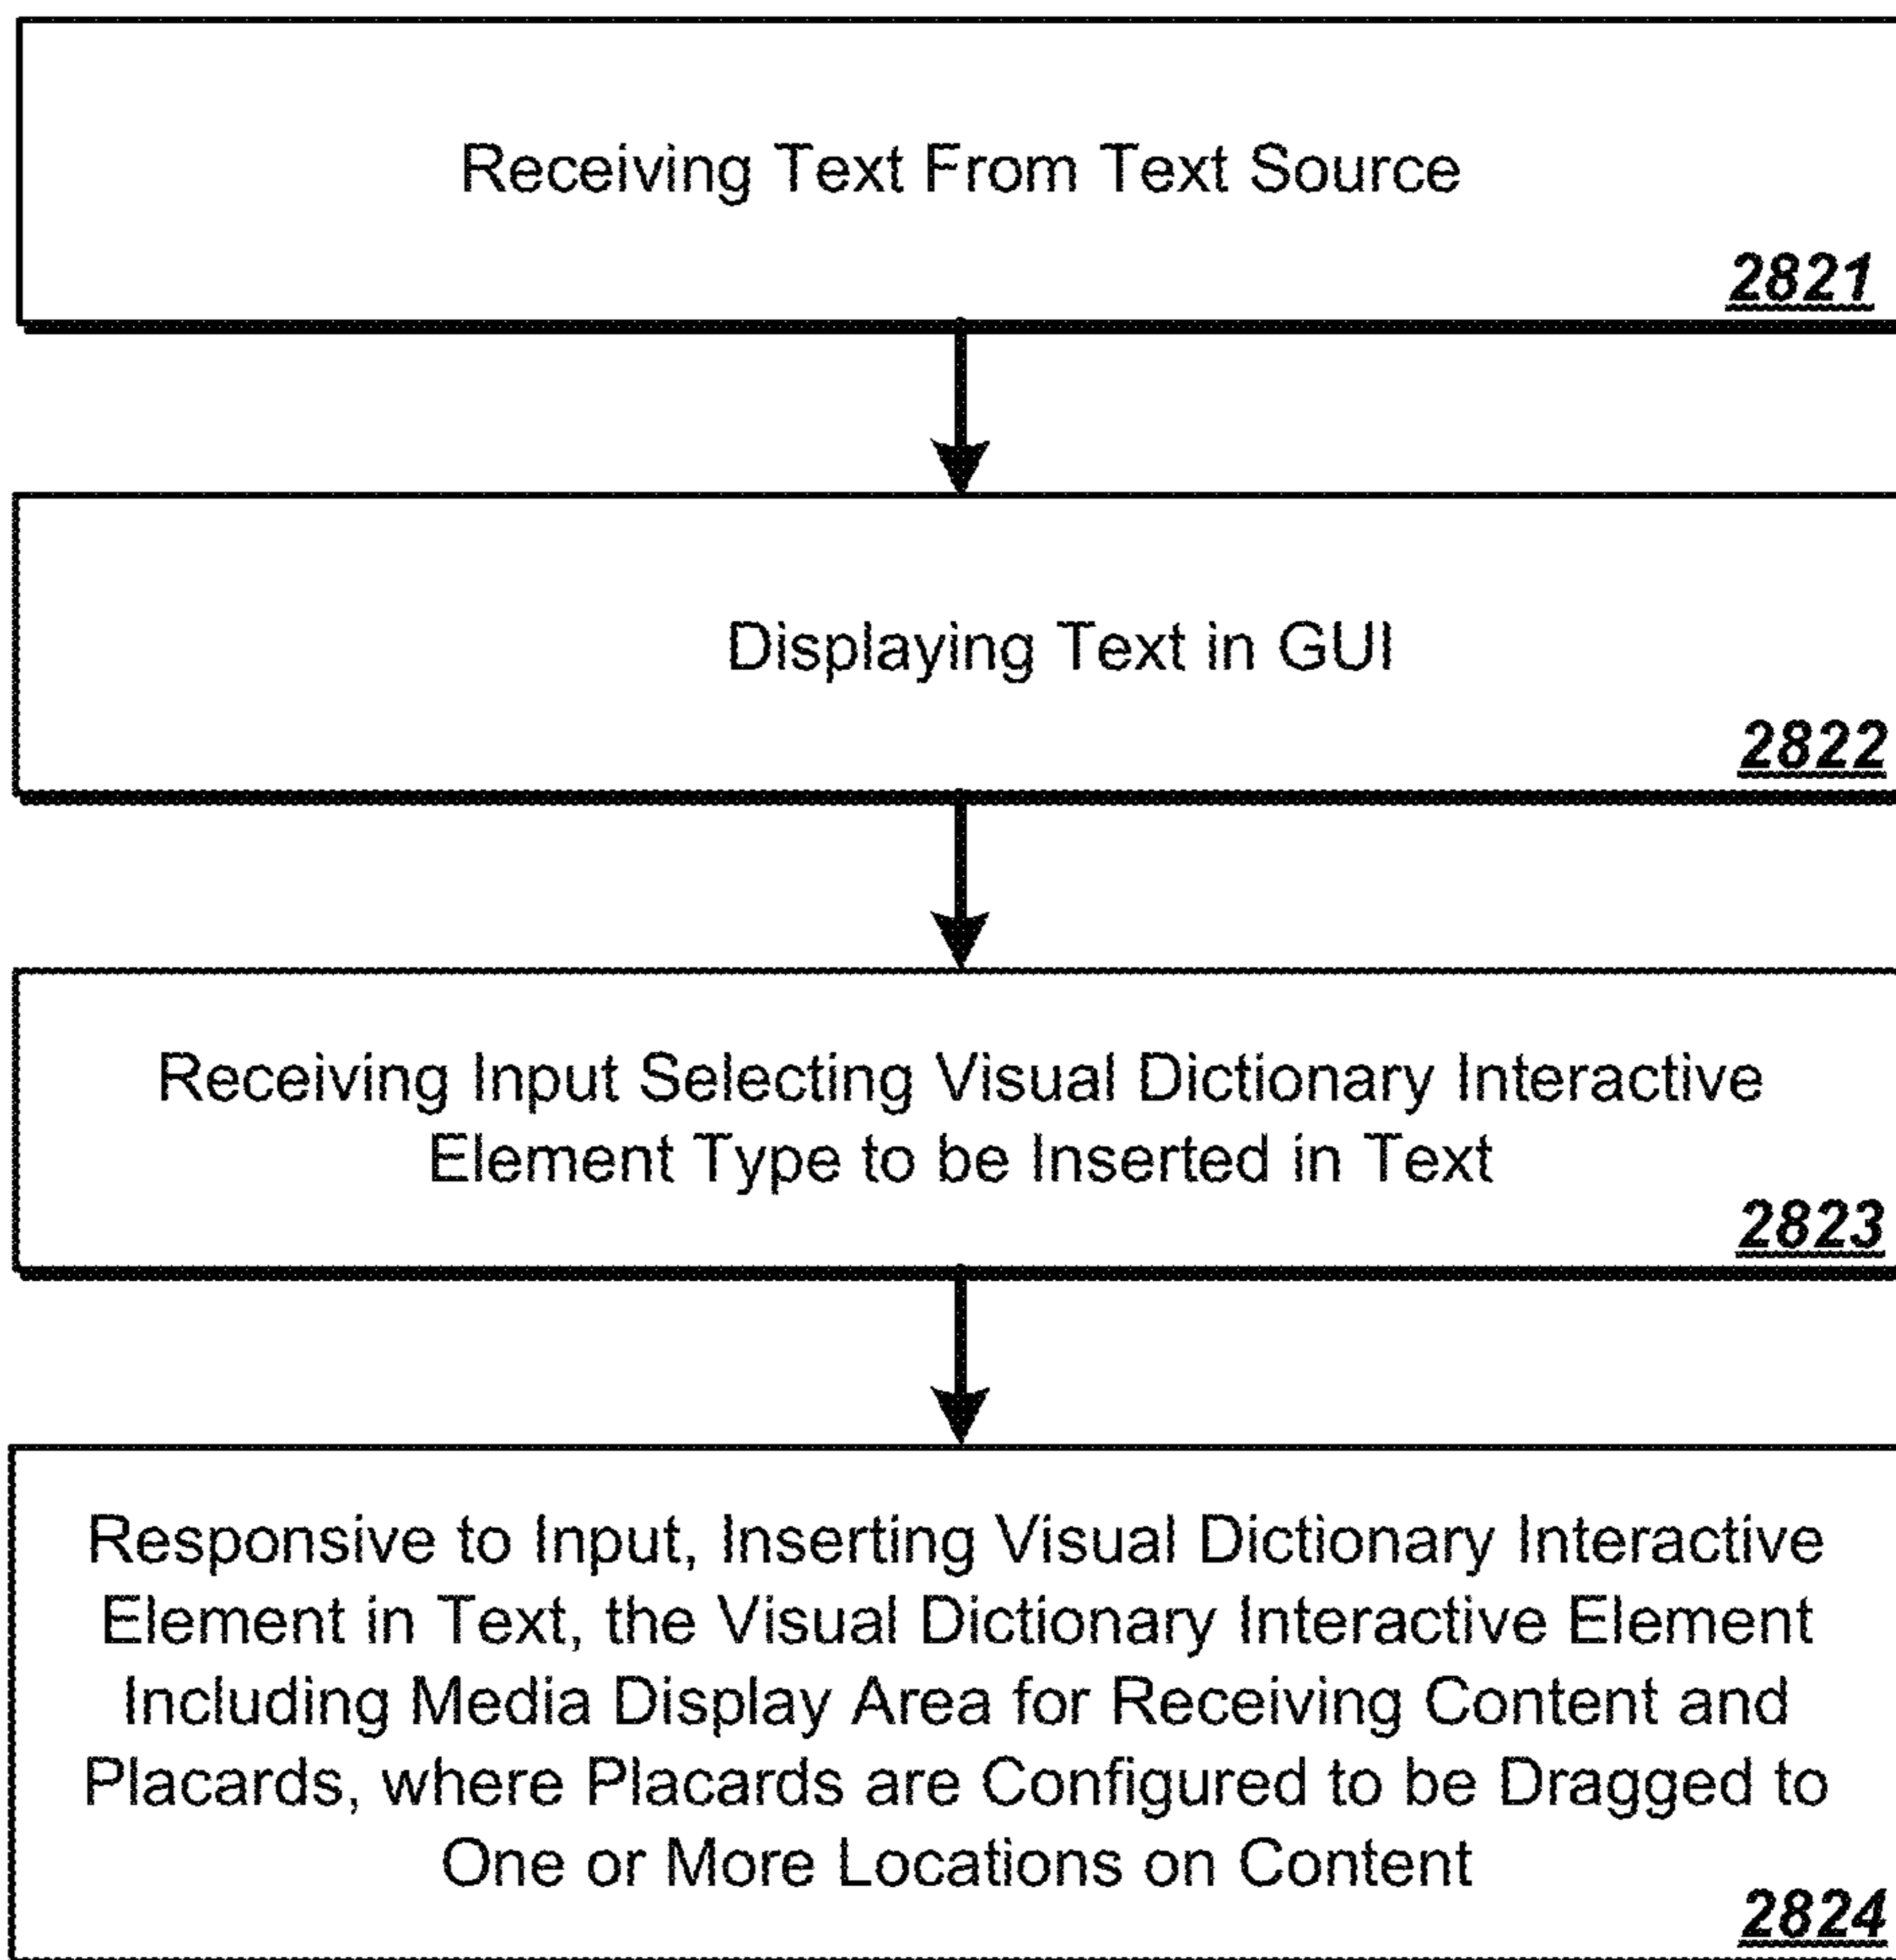 Receiving Text From Text Source
2821
Displaying Text in GUI
2822
Receiving Input Selecting Visual Dictionary Interactive
Element Type to be Inserted in Text
2823
Responsive to Input, Inserting Visual Dictionary Interactive
Element in Text, the Visual Dictionary Interactive Element
Including Media Display Area for Receiving Content and
Placards, where Placards are Configured to be Dragged to
One or More Locations on Content
2824